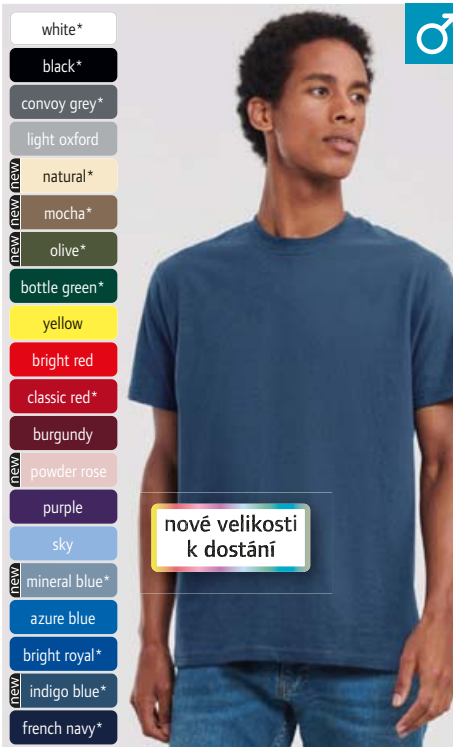 white*
black*
convoy grey*
light oxford
new natural*
new mocha*
new olive*
bottle green*
yellow
bright red
classic red*
burgundy
new powder rose
purple
sky
new mineral blue*
azure blue
bright royal*
new indigo blue*
french navy*
nové velikosti
k dostání